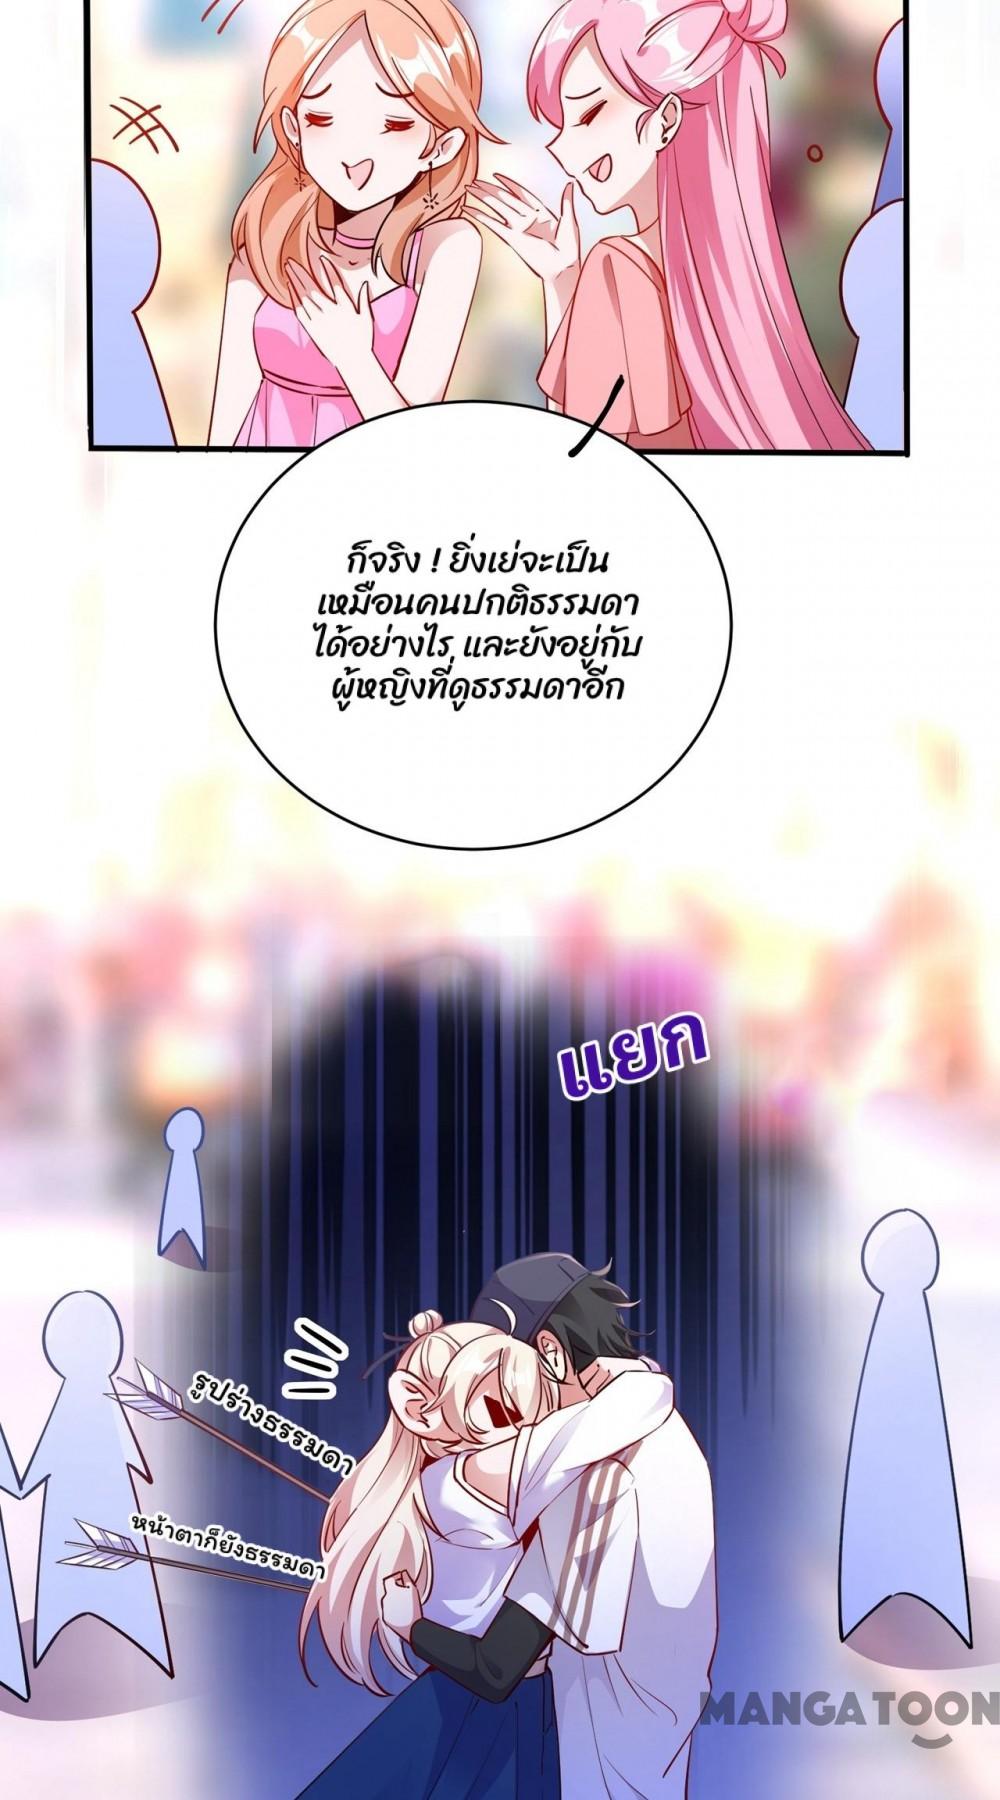 ก็จริง ! ยิ่งเย่จะเป็น
เหมือนคนปกติธรรมดา
ได้อย่างไร และยังอยู่กับ
ผู้หญิงที่ดูธรรมดาอีก
แยก
รูปร่างธรรมดา
หน้าตาก็ยังธรรมดา
MANGATOON